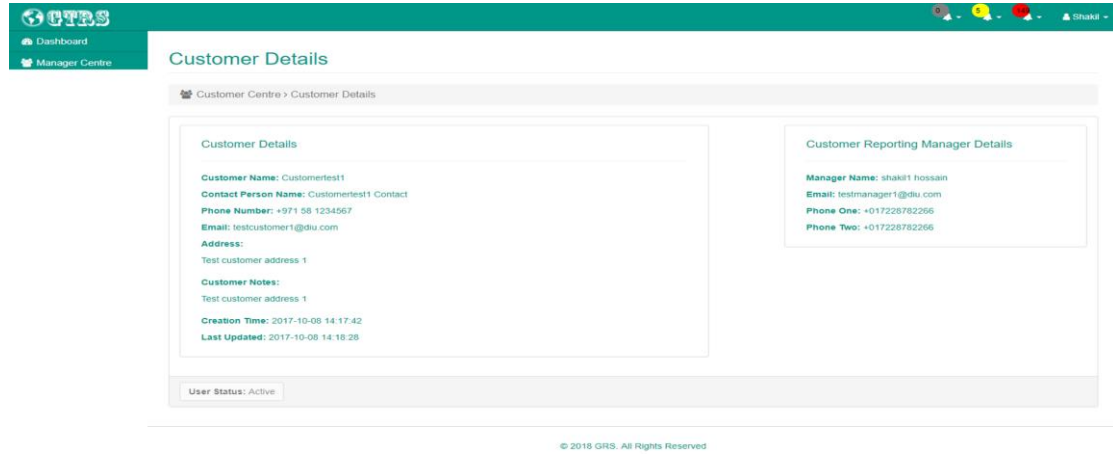 GTRS
0
5
Shakil
Dashboard
Manager Centre
Customer Details
Customer Centre › Customer Details
Customer Details
Customer Name: Customertest1
Contact Person Name: Customertest1 Contact
Phone Number: +971 58 1234567
Email: testcustomer1@diu.com
Address:
Test customer address 1
Customer Notes:
Test customer address 1
Creation Time: 2017-10-08 14:17:42
Last Updated: 2017-10-08 14:18:28
Customer Reporting Manager Details
Manager Name: shakil1 hossain
Email: testmanager1@diu.com
Phone One: +017228782266
Phone Two: +017228782266
User Status: Active
© 2018 GRS. All Rights Reserved